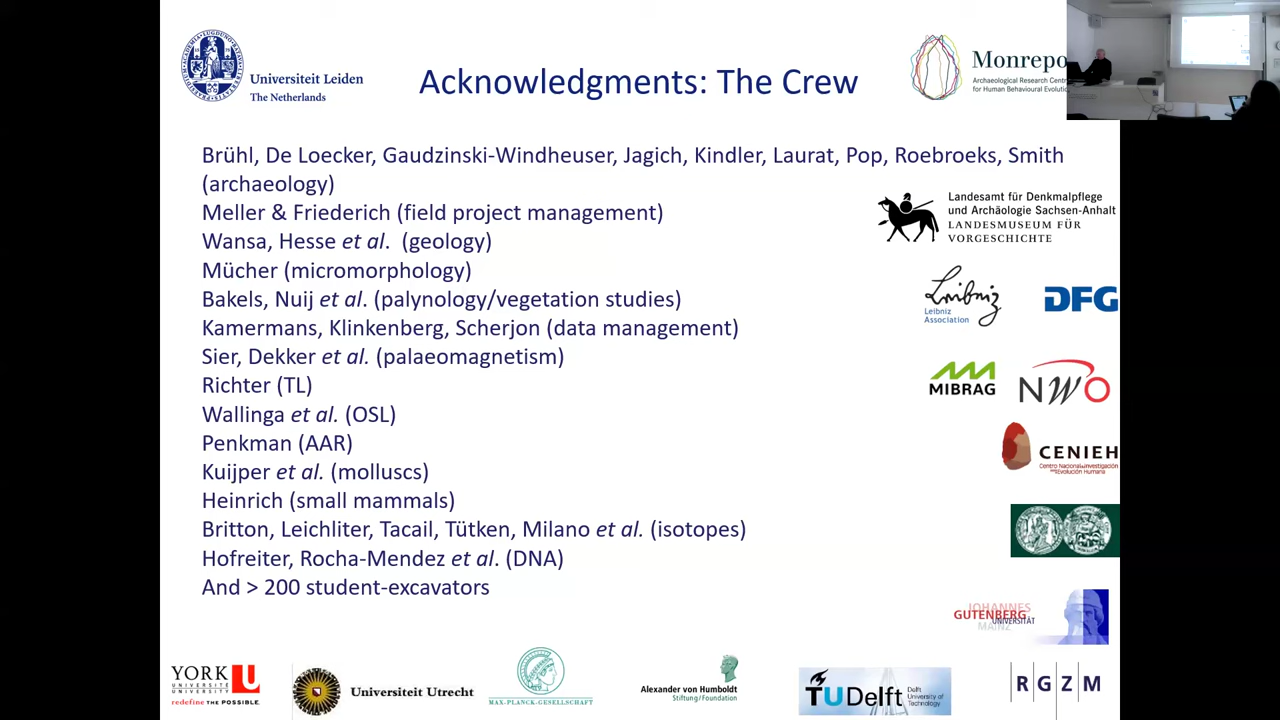 Universiteit Leiden
The Netherlands
Acknowledgments: The Crew
Monrepo
Archaeological Research Centr
for Human Behavioural Evolution
Brühl, De Loecker, Gaudzinski-Windheuser, Jagich, Kindler, Laurat, Pop, Roebroeks, Smith
(archaeology)
Meller & Friederich (field project management)
Wansa, Hesse et al. (geology)
Mücher (micromorphology)
Bakels, Nuij et al. (palynology/vegetation studies)
Kamermans, Klinkenberg, Scherjon (data management)
Sier, Dekker et al. (palaeomagnetism)
Richter (TL)
Wallinga et al. (OSL)
Penkman (AAR)
Kuijper et al. (molluscs)
Heinrich (small mammals)
Britton, Leichliter, Tacail, Tütken, Milano et al. (isotopes)
Hofreiter, Rocha-Mendez et al. (DNA)
And > 200 student-excavators
Landesamt für Denkmalpflege
und Archäologie Sachsen-Anhalt
LANDESMUSEUM FÜR
VORGESCHICHTE
Leibniz
Leibniz
Association
DFG
MIBRAG
NWO
CENIEH
Centro Nacional de Investigación
sobre la Evolución Humana
JOHANNES
GUTENBERG
UNIVERSITÄT
MAINZ
YORK U
UNIVERSITÉ
UNIVERSITY
redefine THE POSSIBLE.
Universiteit Utrecht
MAX-PLANCK-GESELLSCHAFT
Alexander von Humboldt
Stiftung/Foundation
TU Delft
Delft
University of
Technology
R G Z M